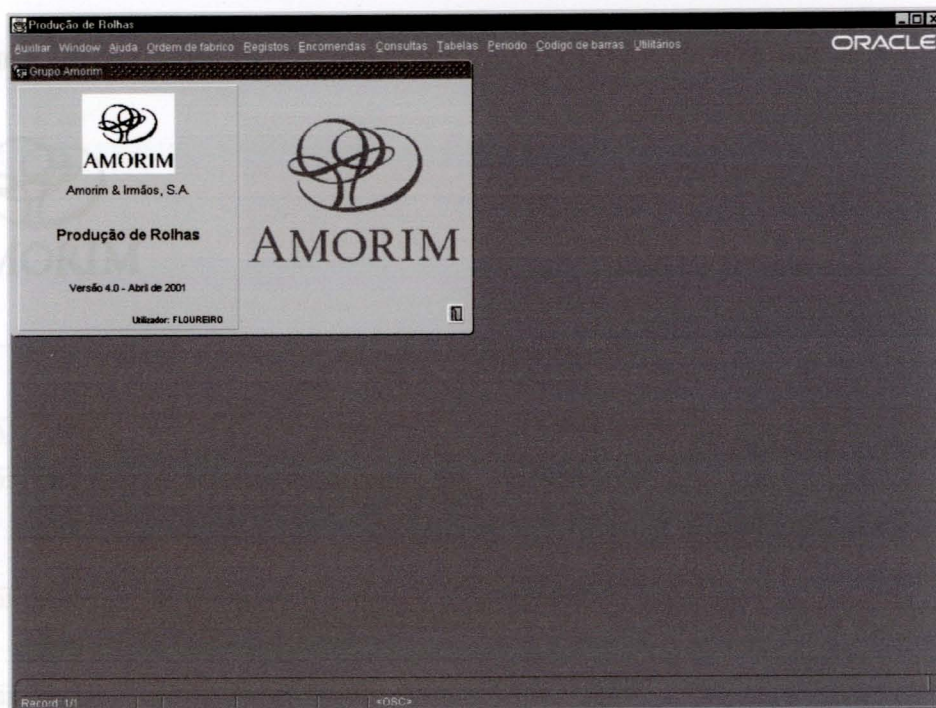 Produção de Rolhas
Auxiliar Window Ajuda Ordem de fabrico Registos Encomendas Consultas Tabelas Periodo Codigo de barras Utilitários
ORACLE
Grupo Amorim
AMORIM
Amorim & Irmãos, S.A.
Produção de Rolhas
Versão 4.0 - Abril de 2001
Utilizador: FLOUREIRO
AMORIM
Record: 1/1 <OSC>